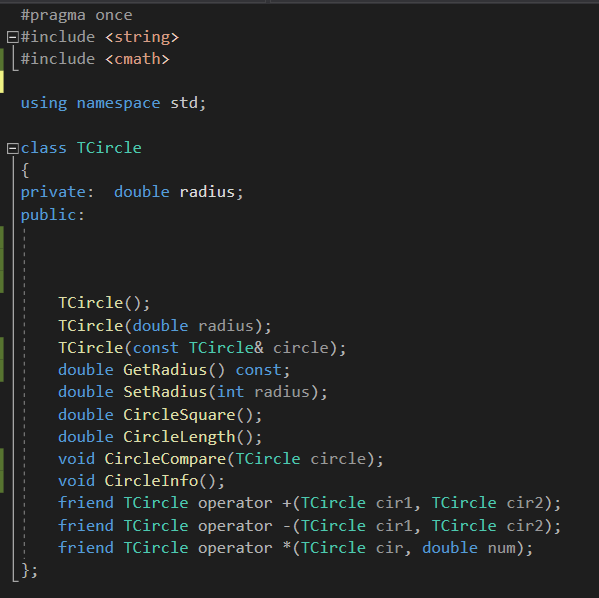 #pragma once
#include <string>
#include <cmath>
using namespace std;
class TCircle
{
private:  double radius;
public:
TCircle();
TCircle(double radius);
TCircle(const TCircle& circle);
double GetRadius() const;
double SetRadius(int radius);
double CircleSquare();
double CircleLength();
void CircleCompare(TCircle circle);
void CircleInfo();
friend TCircle operator +(TCircle cir1, TCircle cir2);
friend TCircle operator -(TCircle cir1, TCircle cir2);
friend TCircle operator *(TCircle cir, double num);
};